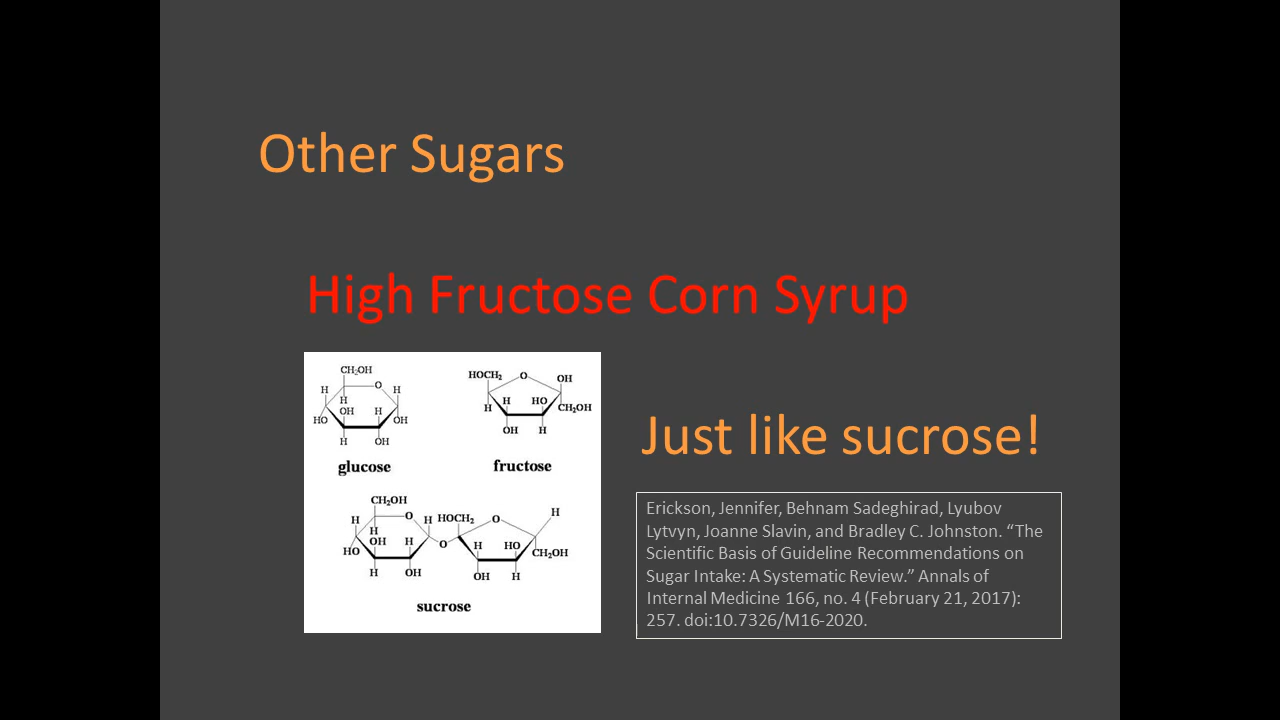 Other Sugars
High Fructose Corn Syrup
CH₂OH
O
H
H
H
OH
H
HO
OH
H
OH
glucose
HOCH₂
O
OH
H
H
HO
CH₂OH
OH
H
fructose
CH₂OH
O
H
H
H
OH
H
HO
H
OH
O
HOCH₂
O
H
H
HO
CH₂OH
OH
H
sucrose
Just like sucrose!
Erickson, Jennifer, Behnam Sadeghirad, Lyubov
Lytvyn, Joanne Slavin, and Bradley C. Johnston. “The
Scientific Basis of Guideline Recommendations on
Sugar Intake: A Systematic Review.” Annals of
Internal Medicine 166, no. 4 (February 21, 2017):
257. doi:10.7326/M16-2020.